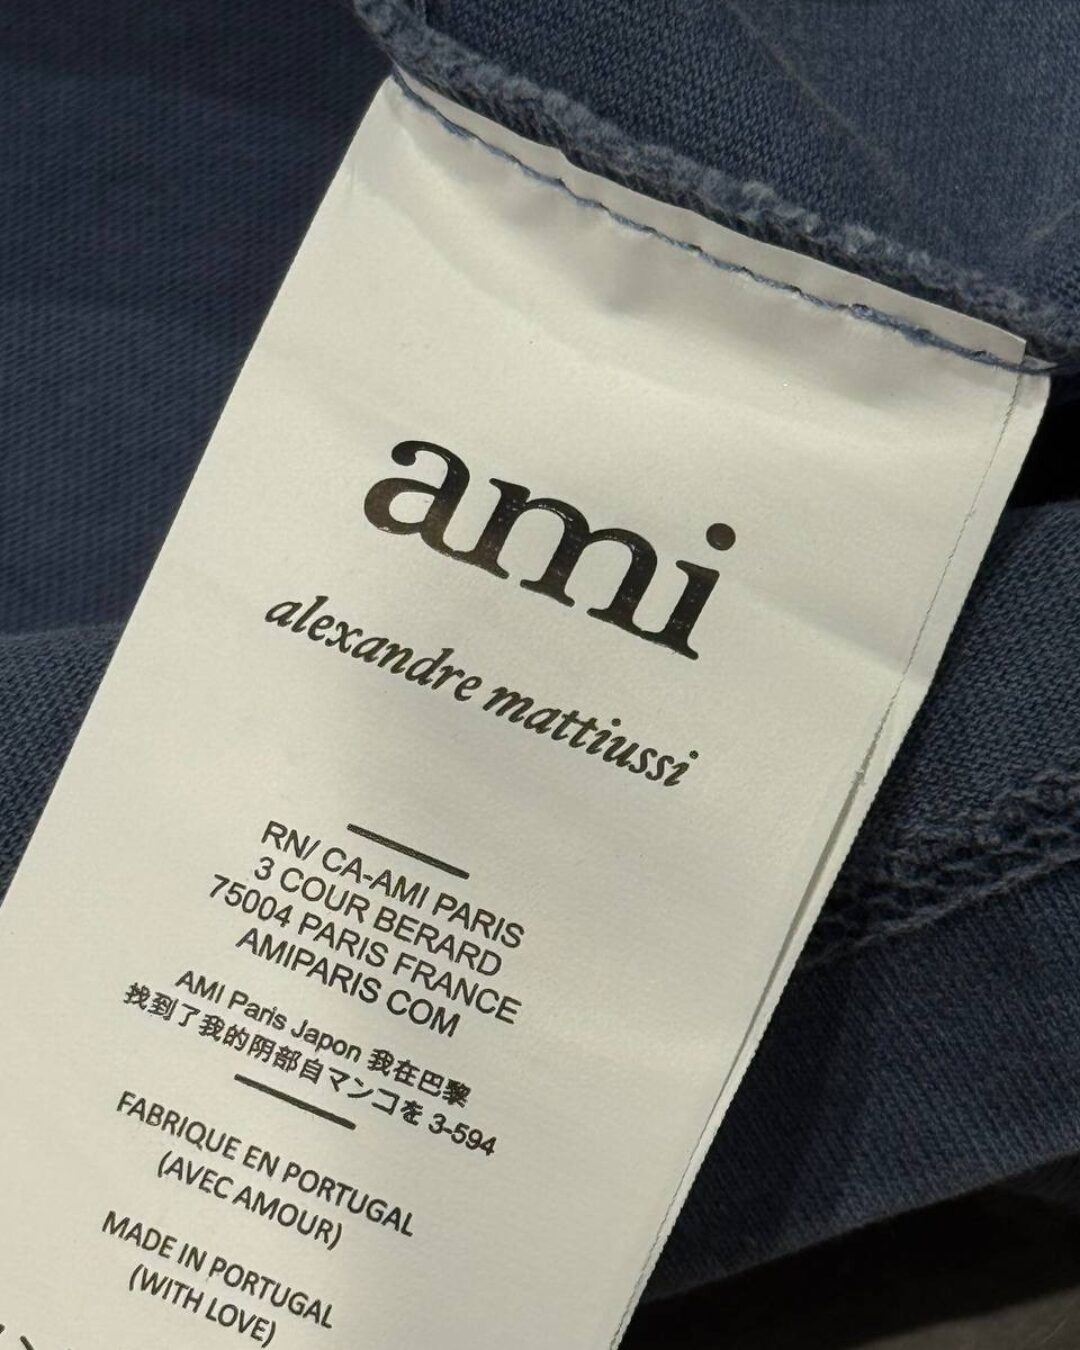 ami
alexandre mattiussi
RN/ CA-AMI PARIS
3 COUR BERARD
75004 PARIS FRANCE
AMIPARIS COM
AMI Paris Japon 我在巴黎
找到了我的阴部自マンコを 3-594
FABRIQUE EN PORTUGAL
(AVEC AMOUR)
MADE IN PORTUGAL
(WITH LOVE)